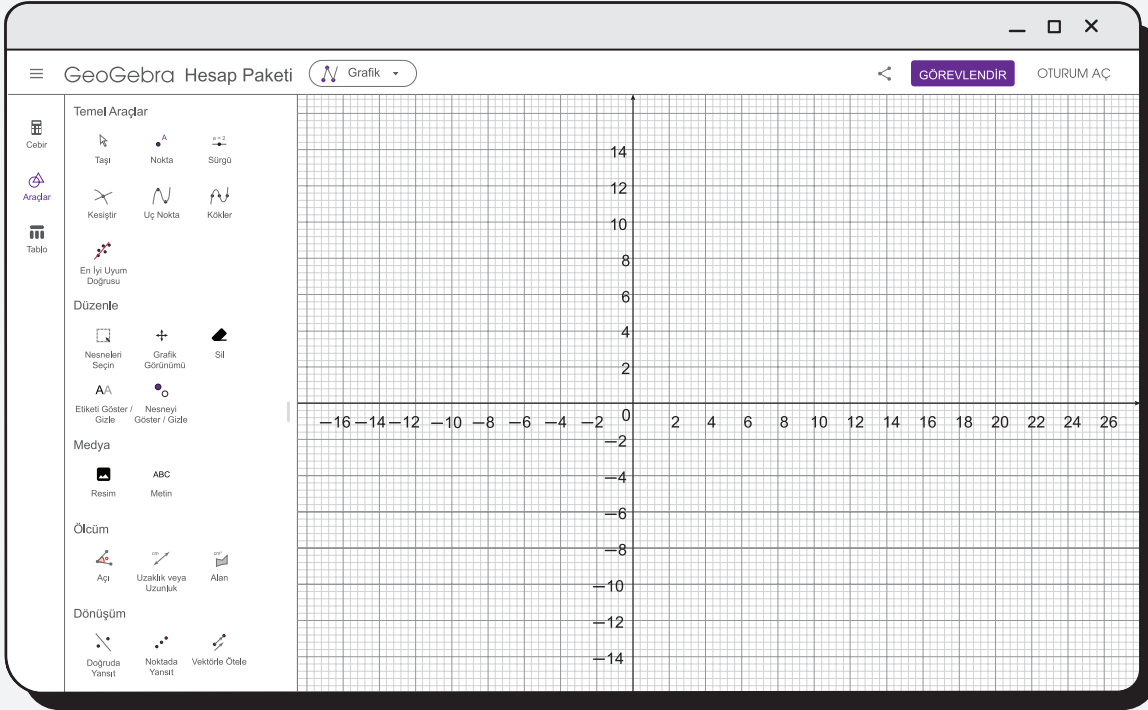 GeoGebra Hesap Paketi
Grafik
GÖREVLENDİR
OTURUM AÇ
Cebir
Araçlar
Tablo
Temel Araçlar
A
a = 2
Taşı Nokta Sürgü
Kesiştir Uç Nokta Kökler
En İyi Uyum
Doğrusu
Düzenle
Nesneleri
Seçin
Grafik
Görünümü
Sil
AA
Etiketi Göster /
Gizle
Nesneyi
Göster / Gizle
Medya
ABC
Resim Metin
Ölçüm
cm
cm²
Açı
Uzaklık veya
Uzunluk
Alan
Dönüşüm
Doğruda
Yansıt
Noktada
Yansıt
Vektörle Ötele
14
12
10
8
6
4
2
0
−16 −14 −12 −10 −8 −6 −4 −2 2 4 6 8 10 12 14 16 18 20 22 24 26
−2
−4
−6
−8
−10
−12
−14